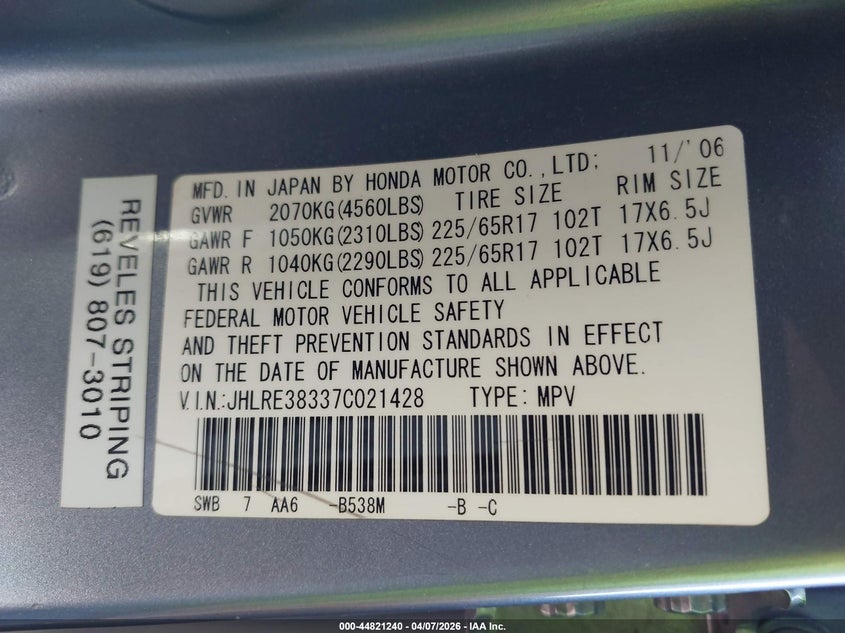 MFD. IN JAPAN BY HONDA MOTOR CO., LTD; 11/'06
GVWR 2070KG(4560LBS) TIRE SIZE RIM SIZE
GAWR F 1050KG(2310LBS) 225/65R17 102T 17X6.5J
GAWR R 1040KG(2290LBS) 225/65R17 102T 17X6.5J
THIS VEHICLE CONFORMS TO ALL APPLICABLE
FEDERAL MOTOR VEHICLE SAFETY
AND THEFT PREVENTION STANDARDS IN EFFECT
ON THE DATE OF MANUFACTURE SHOWN ABOVE.
V.I.N.:JHLRE38337C021428 TYPE: MPV
SWB 7 AA6 -B538M -B -C
REVELES STRIPING
(619) 807-3010
000-44821240 - 04/07/2026 - IAA Inc.